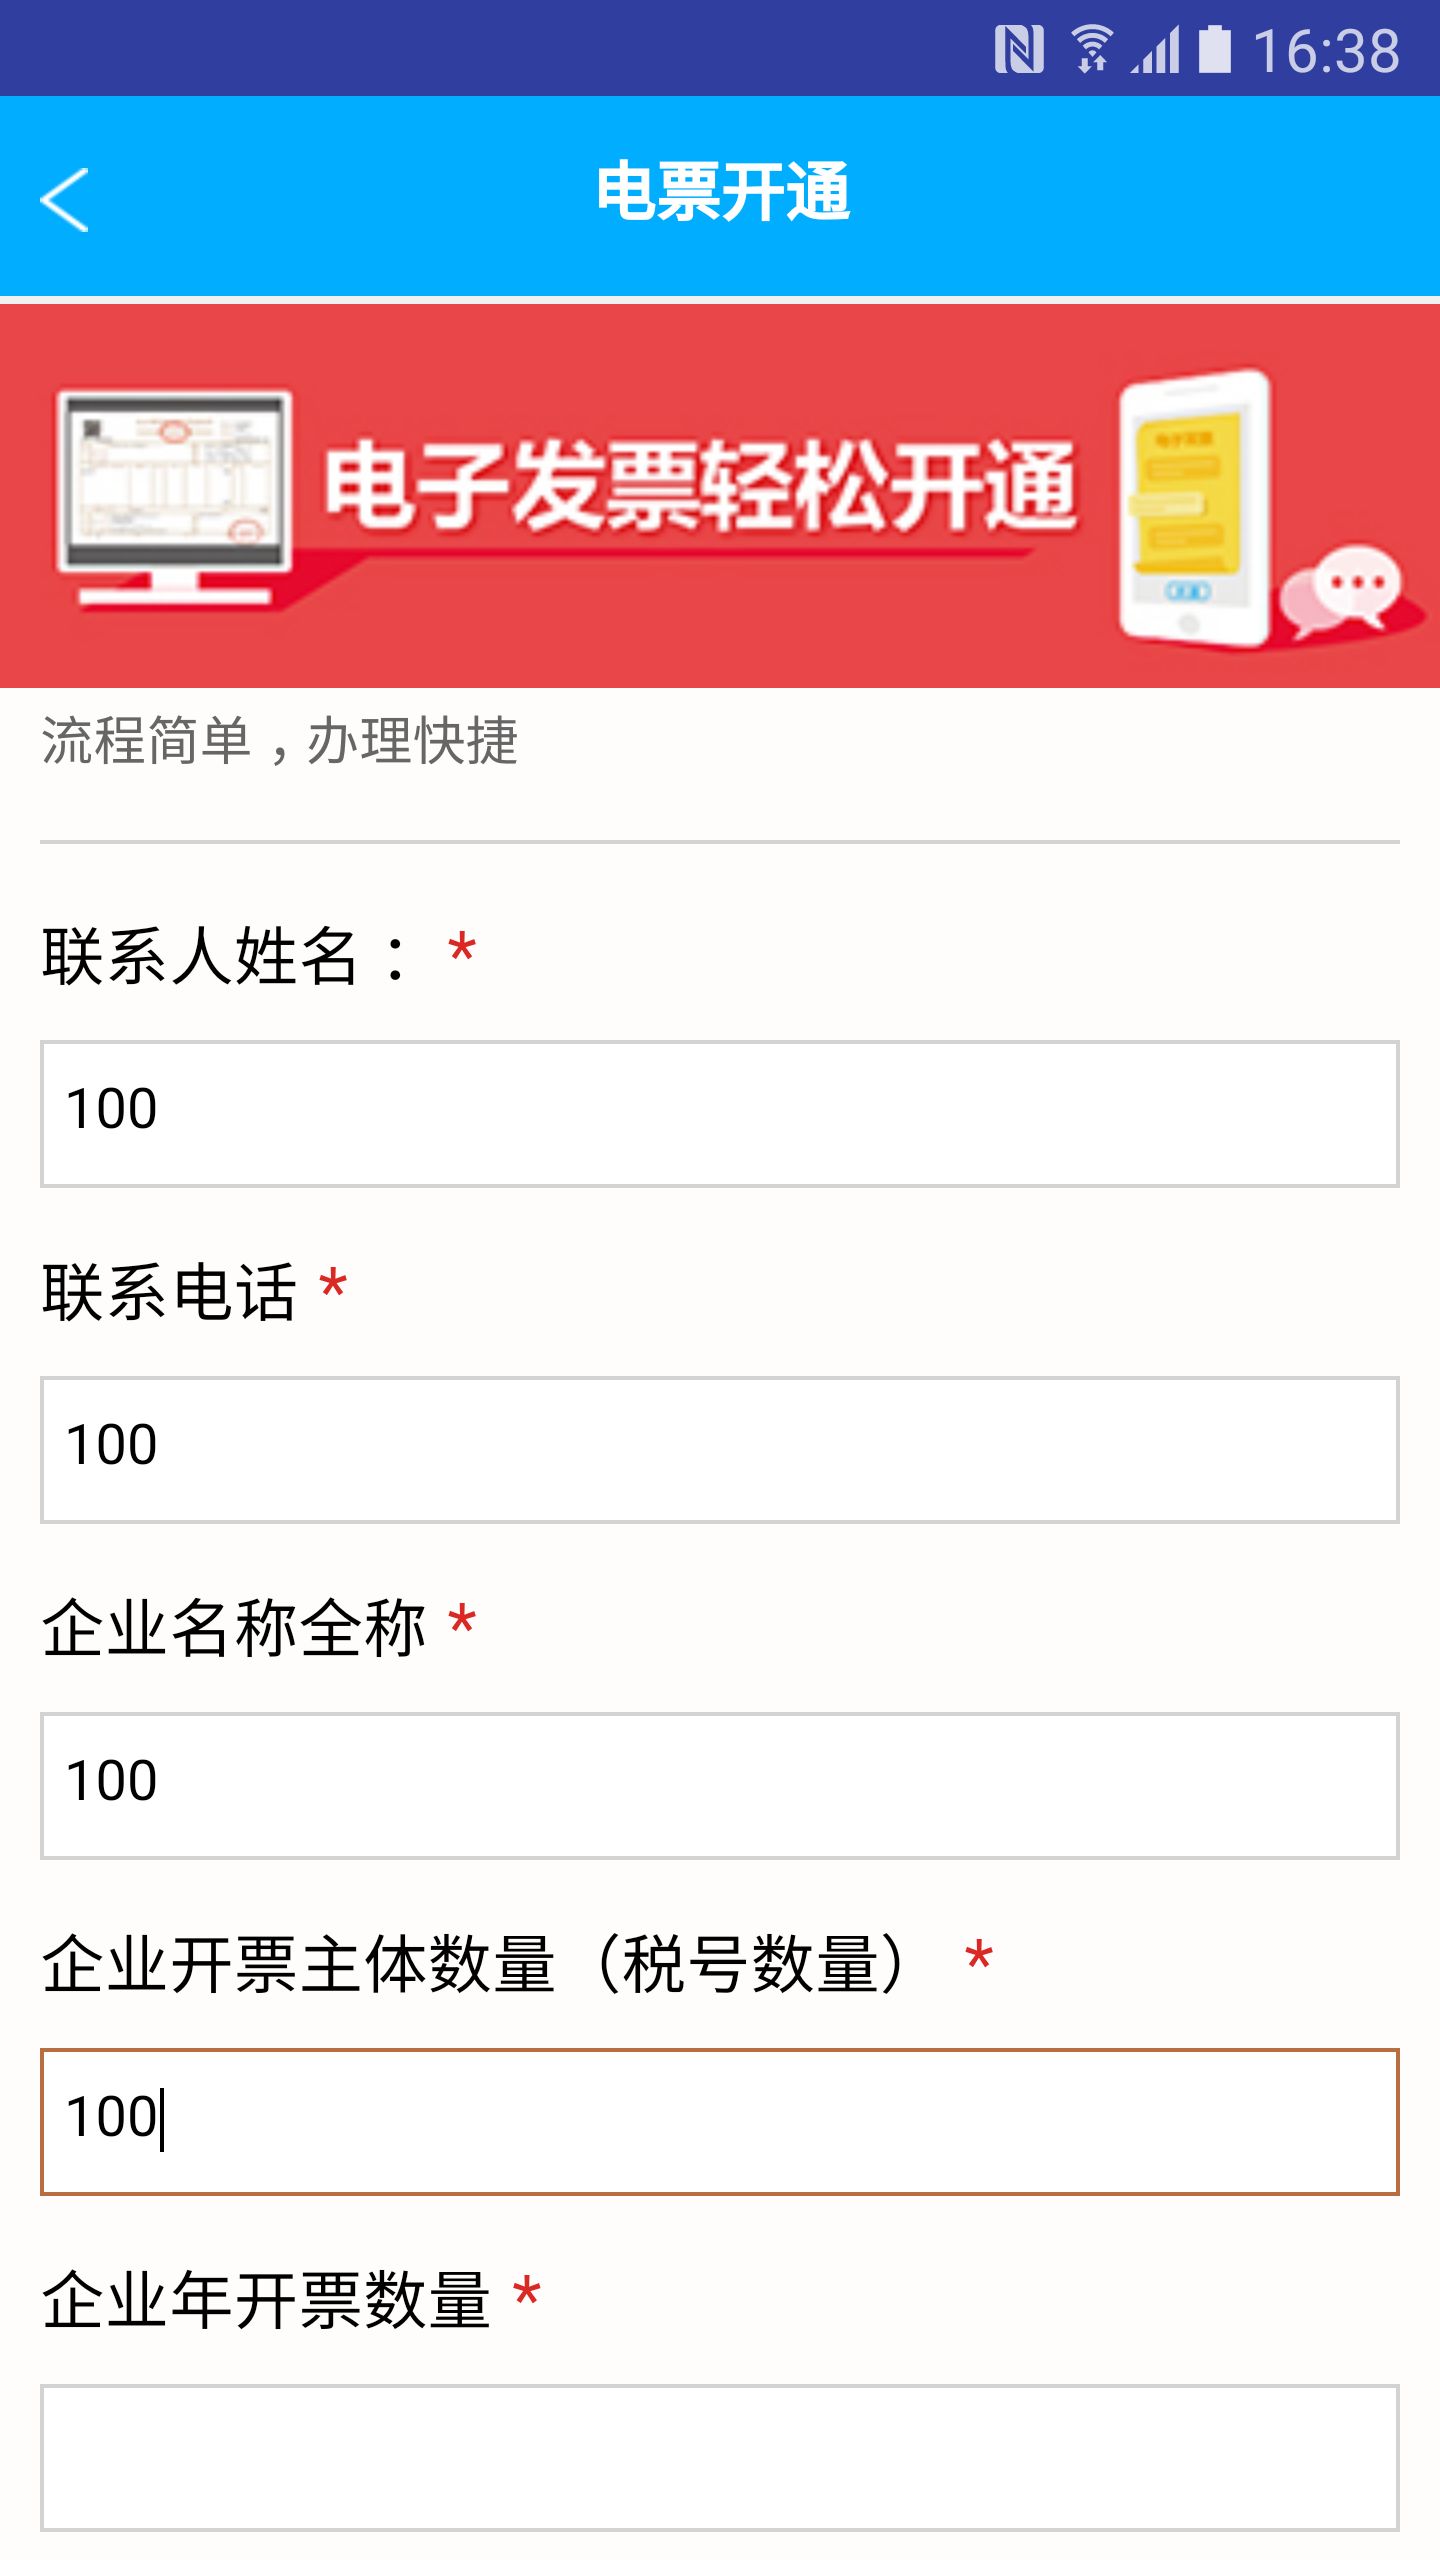 16:38
电票开通
电子发票轻松开通
流程简单，办理快捷
联系人姓名： *
100
联系电话 *
100
企业名称全称 *
100
企业开票主体数量（税号数量） *
100
企业年开票数量 *